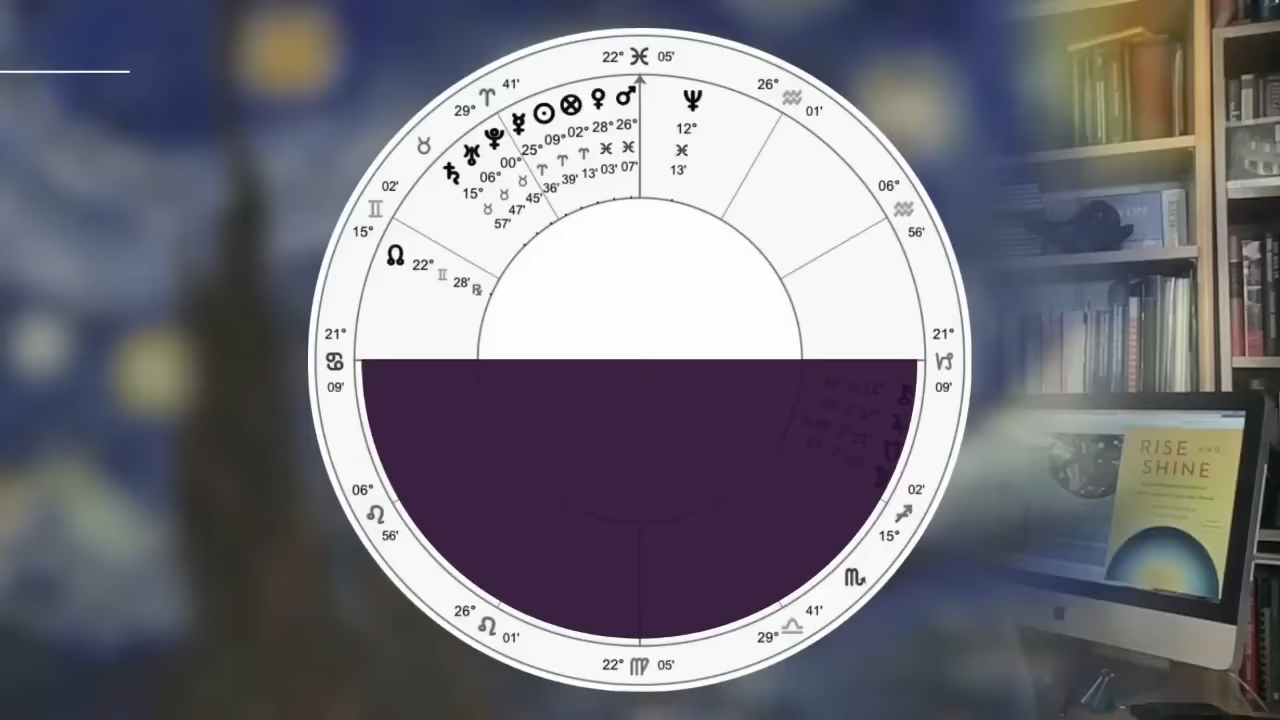 22° ♓ 05'
26° ♒ 01'
06° ♒ 56'
21° ♑ 09'
02' ♐ 15°
♏
41' ♎ 29°
22° ♍ 05'
26° ♌ 01'
06° ♌ 56'
21° ♋ 09'
02' ♊ 15°
♉
29° ♈ 41'
♆ 12° ♓ 13'
♂ 26° ♓ 07'
♀ 28° ♓ 03'
⊗ 02° ♈ 13'
☉ 09° ♈ 39'
☿ 25° ♈ 36'
♇ 00° ♉ 45'
♅ 06° ♉ 47'
♄ 15° ♉ 57'
☊ 22° ♊ 28' ℞
RISE AND
SHINE